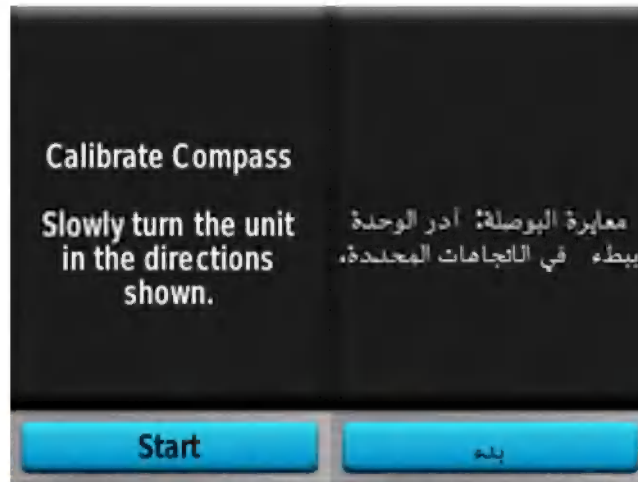 Calibrate Compass
Slowly turn the unit
in the directions
shown.
Start
معايرة البوصلة: أدر الوحدة
ببطء في الاتجاهات المحددة.
بدء